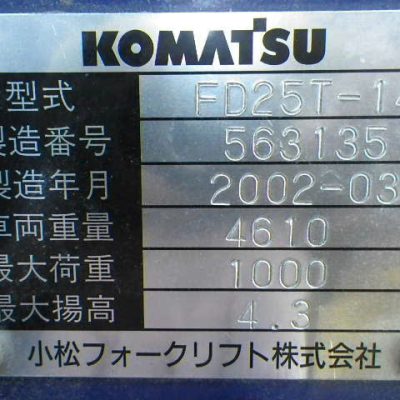 KOMATSU
型式 FD25T-14
製造番号 563135
製造年月 2002-03
車両重量 4610
最大荷重 1000
最大揚高 4.3
小松フォークリフト株式会社